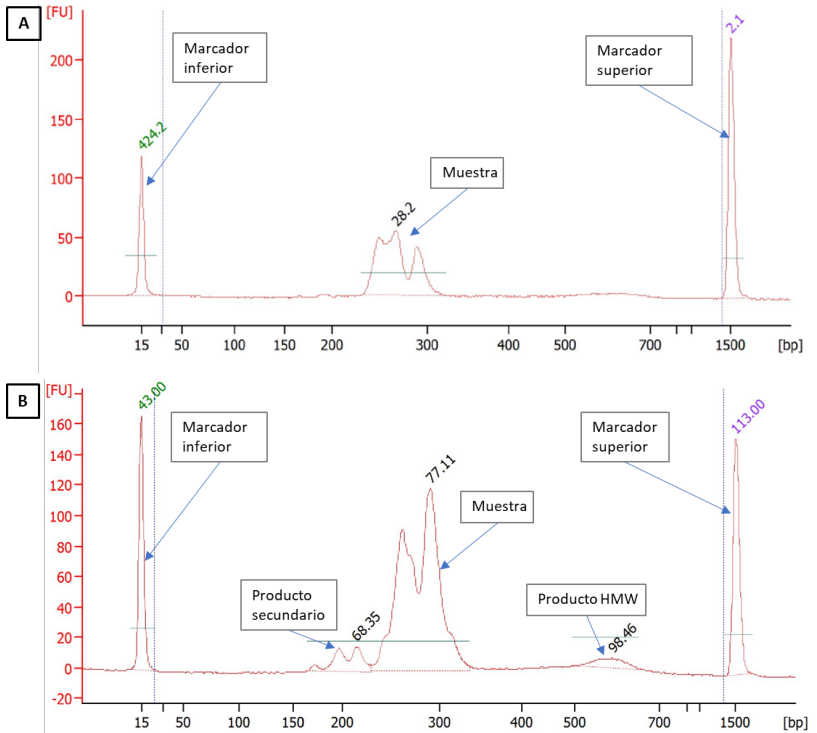 A
[FU]
2.1
Marcador
inferior
Marcador
superior
200
424.2
150
Muestra
100
28.2
50
0
15 50 100 150 200 300 400 500 700 1500 [bp]
B
[FU]
43.00
113.00
160
Marcador
inferior
Marcador
superior
140
77.11
120
Muestra
100
80
60
Producto
secundario
Producto HMW
40
68.35
98.46
20
0
-20
15 50 100 150 200 300 400 500 700 1500 [bp]